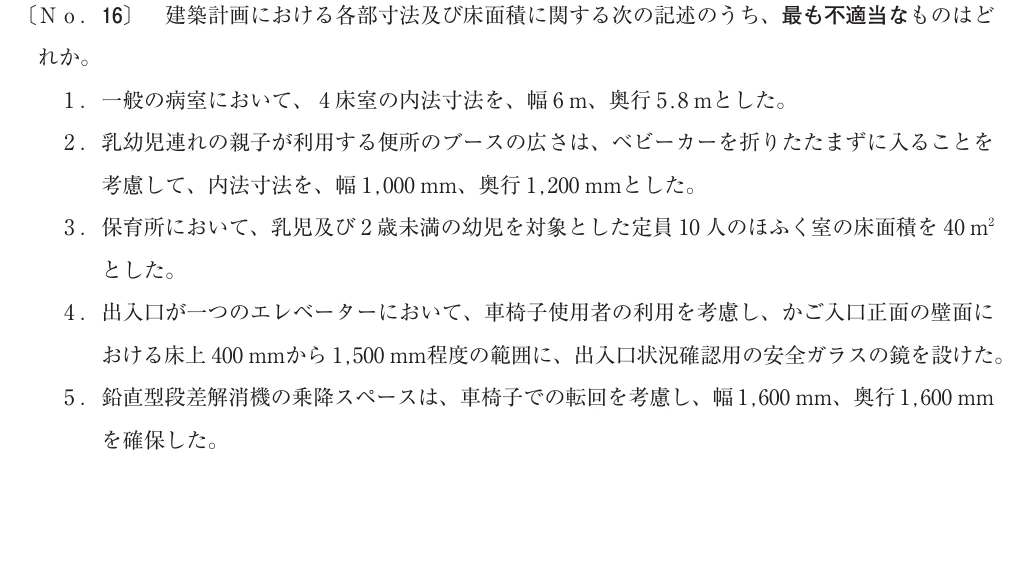 〔Ｎｏ．16〕　建築計画における各部寸法及び床面積に関する次の記述のうち、最も不適当なものはど
れか。
１．一般の病室において、４床室の内法寸法を、幅６m、奥行5.8mとした。
２．乳幼児連れの親子が利用する便所のブースの広さは、ベビーカーを折りたたまずに入ることを
考慮して、内法寸法を、幅1,000mm、奥行1,200mmとした。
３．保育所において、乳児及び２歳未満の幼児を対象とした定員10人のほふく室の床面積を40m²
とした。
４．出入口が一つのエレベーターにおいて、車椅子使用者の利用を考慮し、かご入口正面の壁面に
おける床上400mmから1,500mm程度の範囲に、出入口状況確認用の安全ガラスの鏡を設けた。
５．鉛直型段差解消機の乗降スペースは、車椅子での転回を考慮し、幅1,600mm、奥行1,600mm
を確保した。